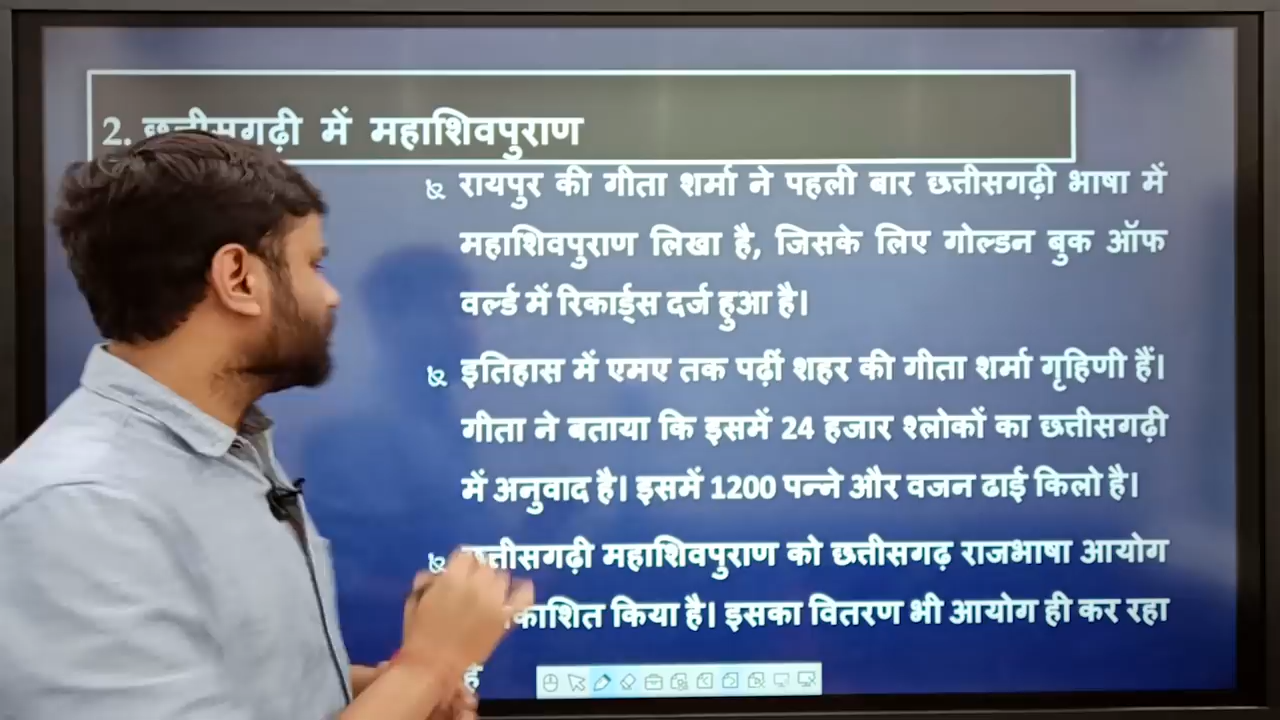 2. छत्तीसगढ़ी में महाशिवपुराण
रायपुर की गीता शर्मा ने पहली बार छत्तीसगढ़ी भाषा में
महाशिवपुराण लिखा है, जिसके लिए गोल्डन बुक ऑफ
वर्ल्ड में रिकार्ड्स दर्ज हुआ है।
इतिहास में एमए तक पढ़ीं शहर की गीता शर्मा गृहिणी हैं।
गीता ने बताया कि इसमें 24 हजार श्लोकों का छत्तीसगढ़ी
में अनुवाद है। इसमें 1200 पन्ने और वजन ढाई किलो है।
छत्तीसगढ़ी महाशिवपुराण को छत्तीसगढ़ राजभाषा आयोग
किया है। इसका वितरण भी आयोग ही कर रहा
है